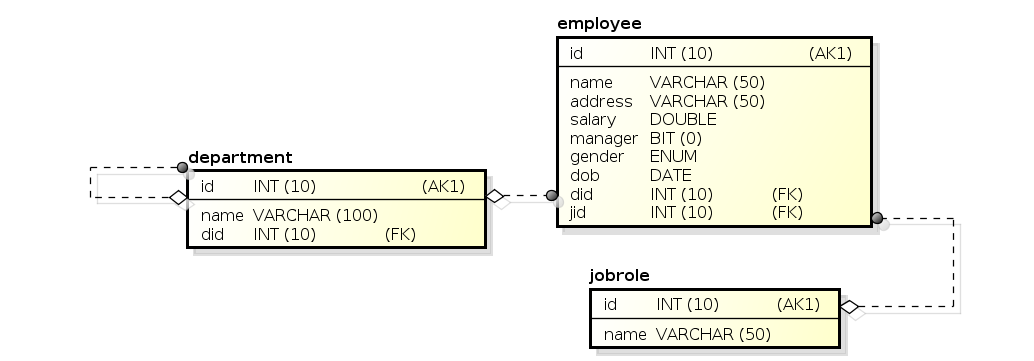 employee
id INT (10) (AK1)
name VARCHAR (50)
address VARCHAR (50)
salary DOUBLE
manager BIT (0)
gender ENUM
dob DATE
did INT (10) (FK)
jid INT (10) (FK)
department
id INT (10) (AK1)
name VARCHAR (100)
did INT (10) (FK)
jobrole
id INT (10) (AK1)
name VARCHAR (50)